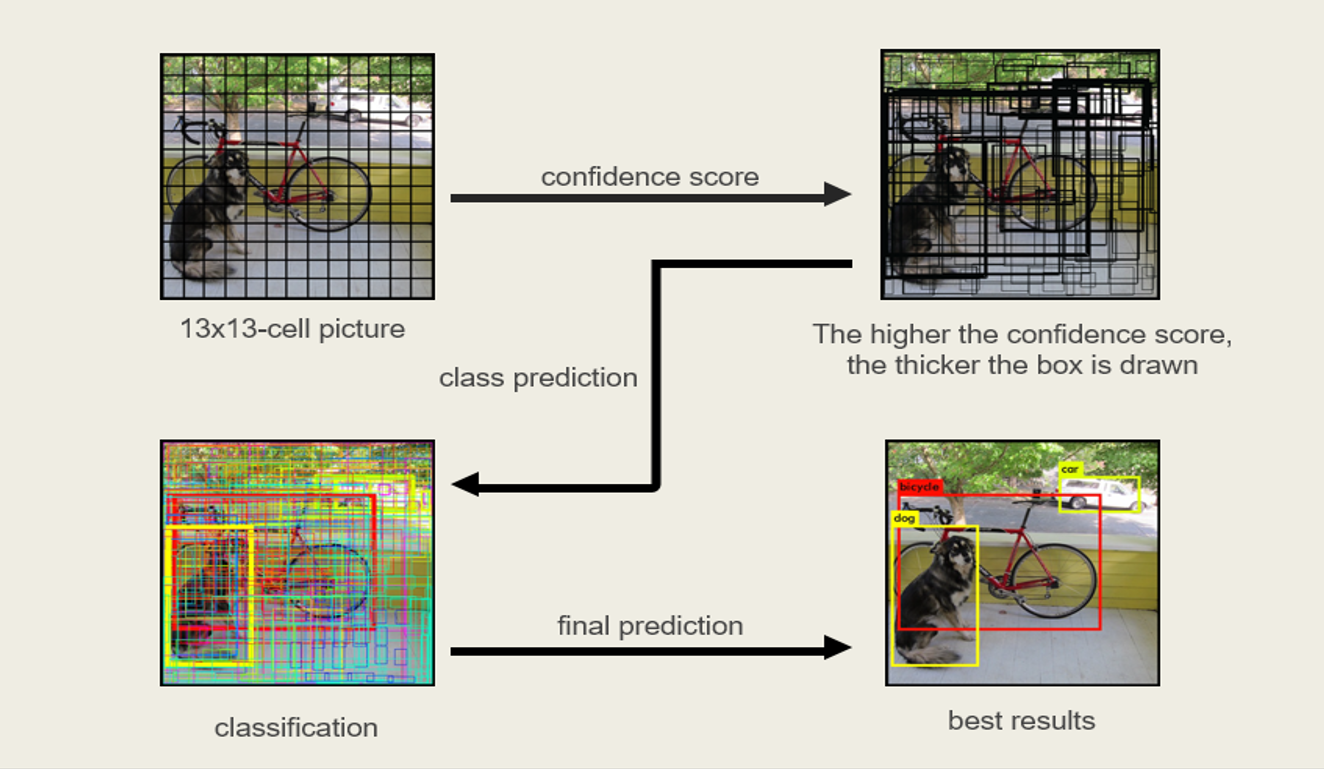 confidence score
13x13-cell picture
The higher the confidence score,
the thicker the box is drawn
class prediction
car
bicycle
dog
final prediction
classification
best results